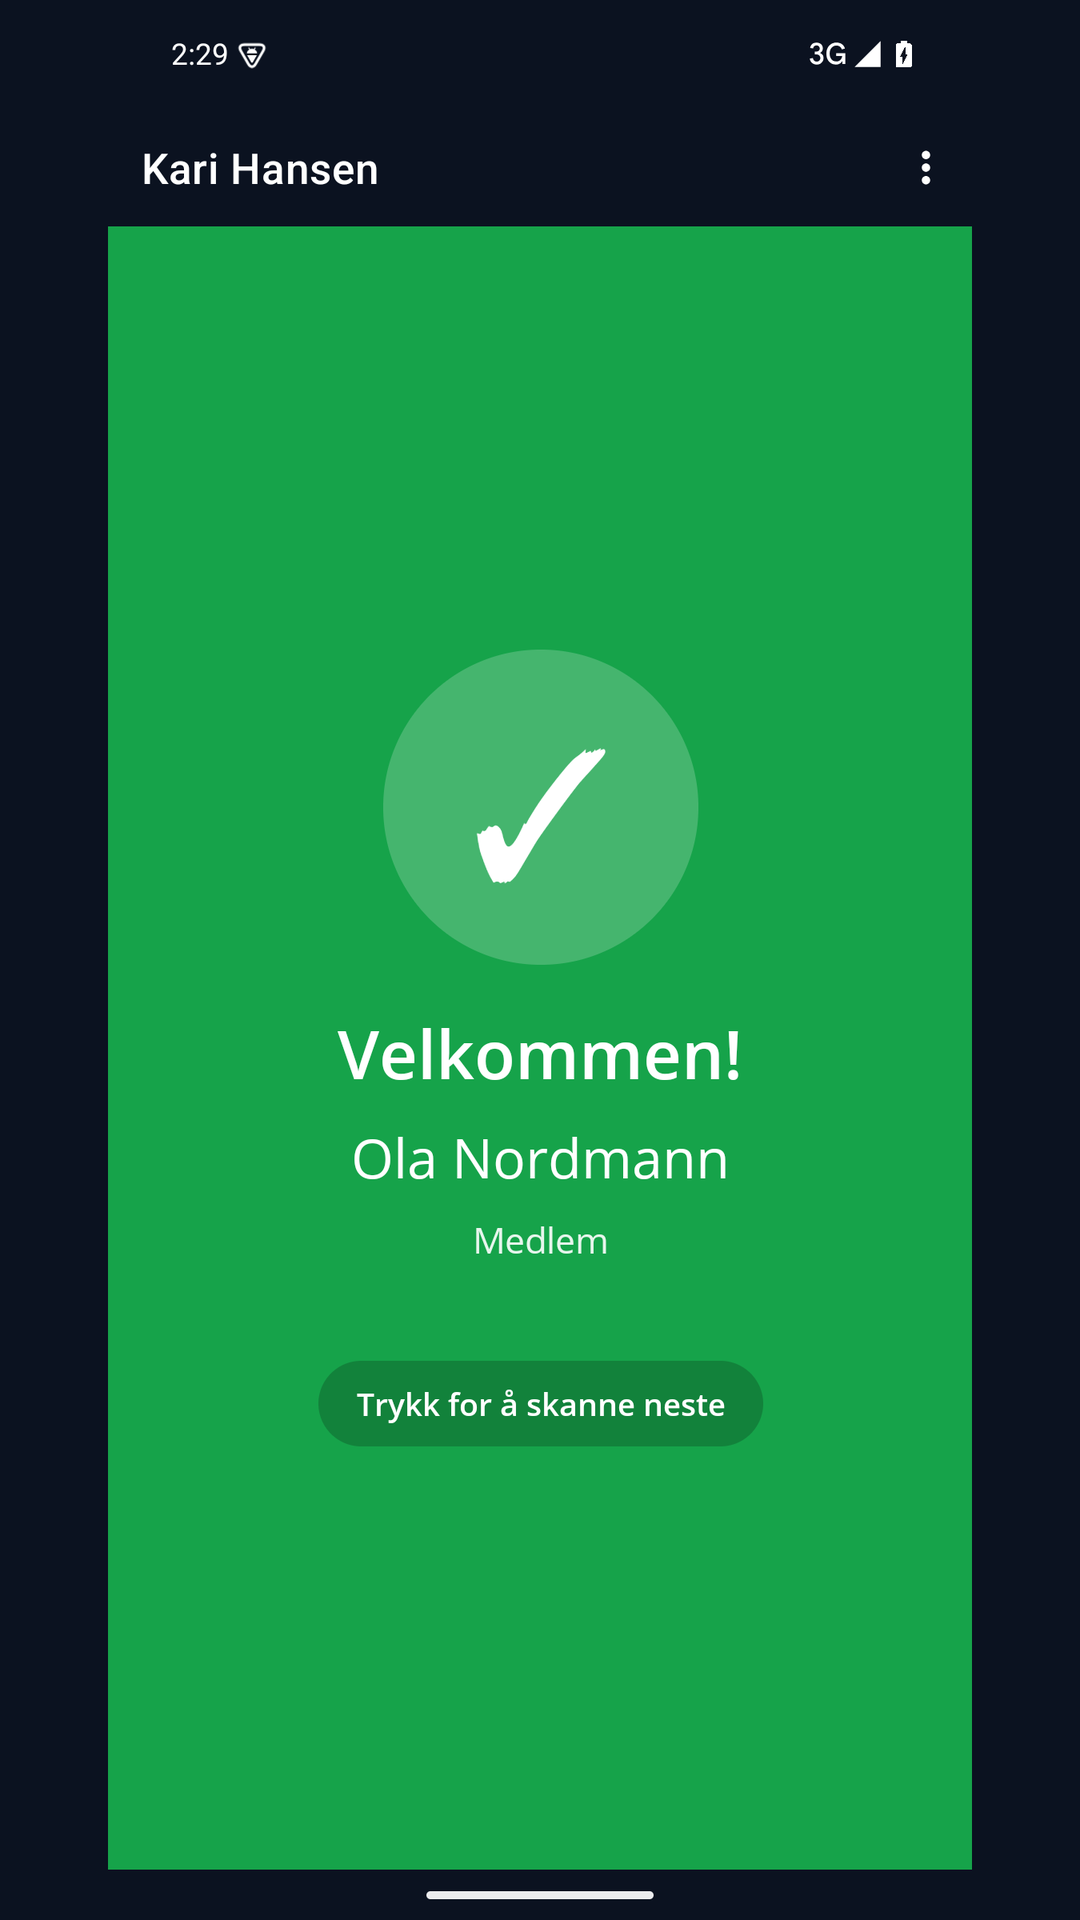 2:29
3G
Kari Hansen
Velkommen!
Ola Nordmann
Medlem
Trykk for å skanne neste